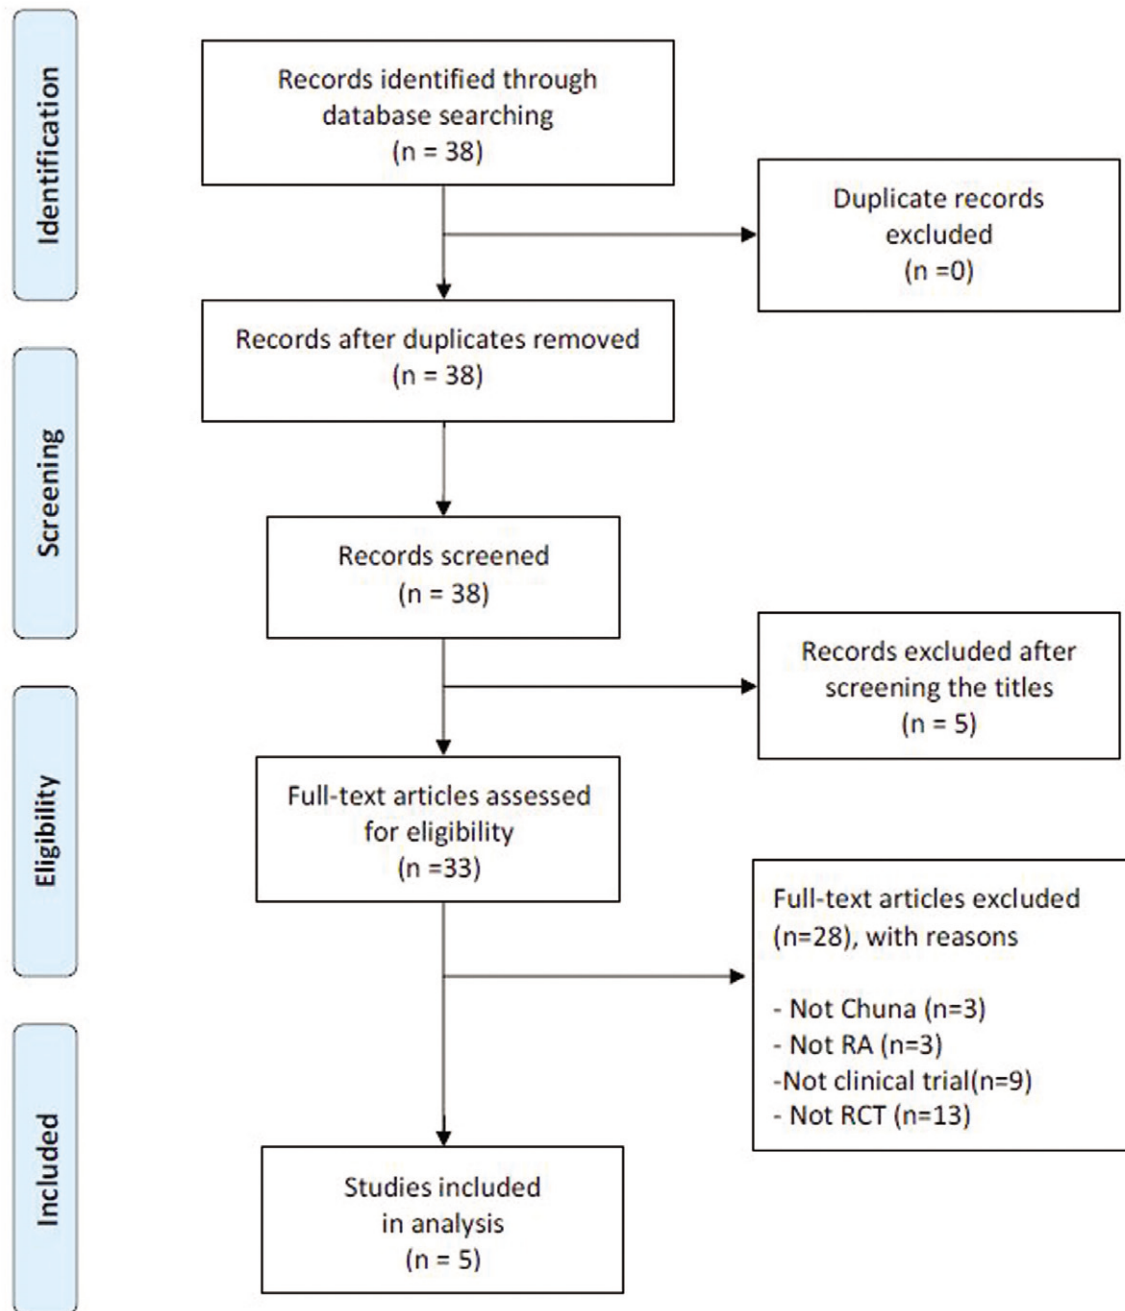 Identification
Records identified through
database searching
(n = 38)
Duplicate records
excluded
(n =0)
Records after duplicates removed
(n = 38)
Screening
Records screened
(n = 38)
Records excluded after
screening the titles
(n = 5)
Eligibility
Full-text articles assessed
for eligibility
(n =33)
Full-text articles excluded
(n=28), with reasons
- Not Chuna (n=3)
- Not RA (n=3)
-Not clinical trial(n=9)
- Not RCT (n=13)
Included
Studies included
in analysis
(n = 5)